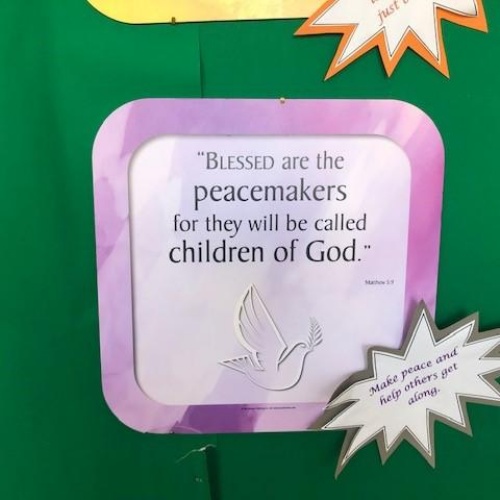 just
"BLESSED are the
peacemakers
for they will be called
children of God."
Matthew 5:9
Make peace and
help others get
along.